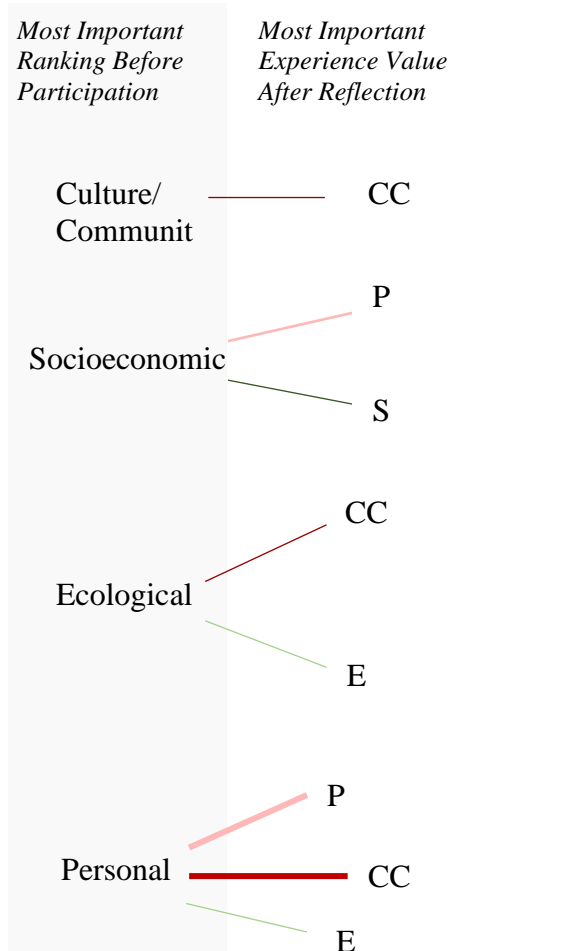 Most Important
Ranking Before
Participation
Most Important
Experience Value
After Reflection
Culture/
Communit
CC
P
Socioeconomic
S
CC
Ecological
E
P
Personal
CC
E